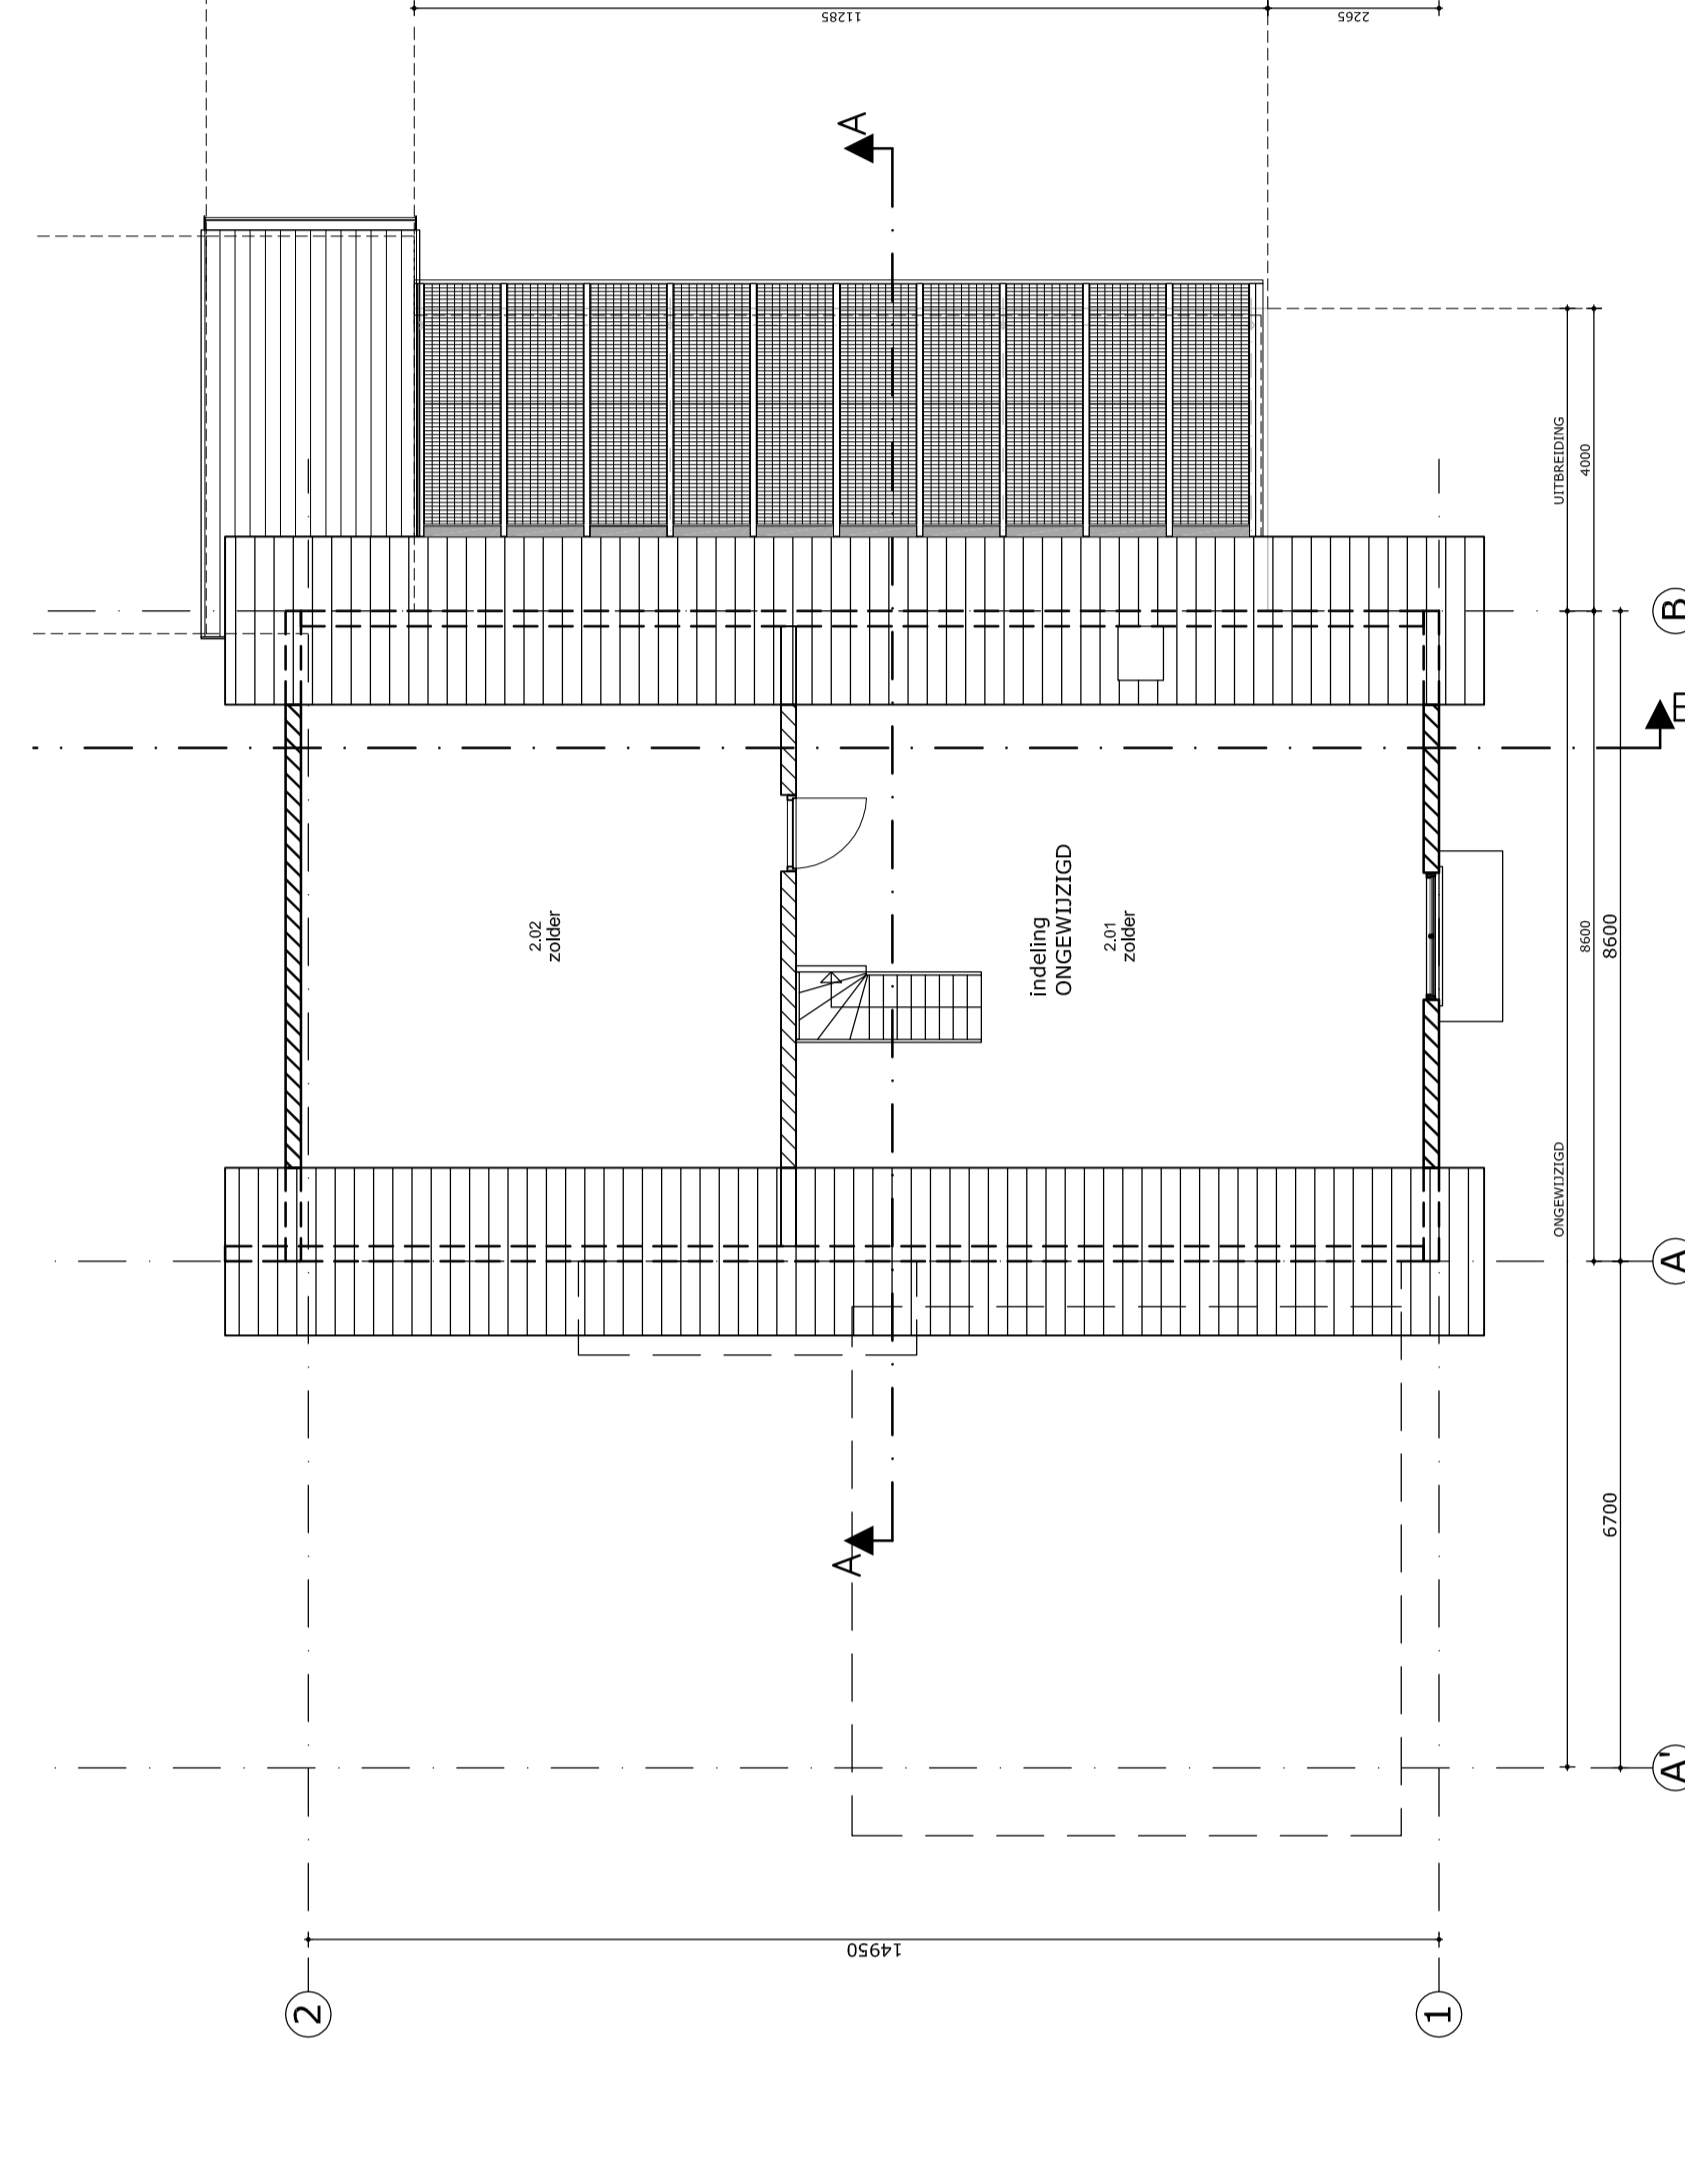 11285
2265
A
UITBREIDING
4000
B
2.02
zolder
indeling
ONGEWIJZIGD
2.01
zolder
8600
8600
ONGEWIJZIGD
A
A
6700
A'
14950
2
1